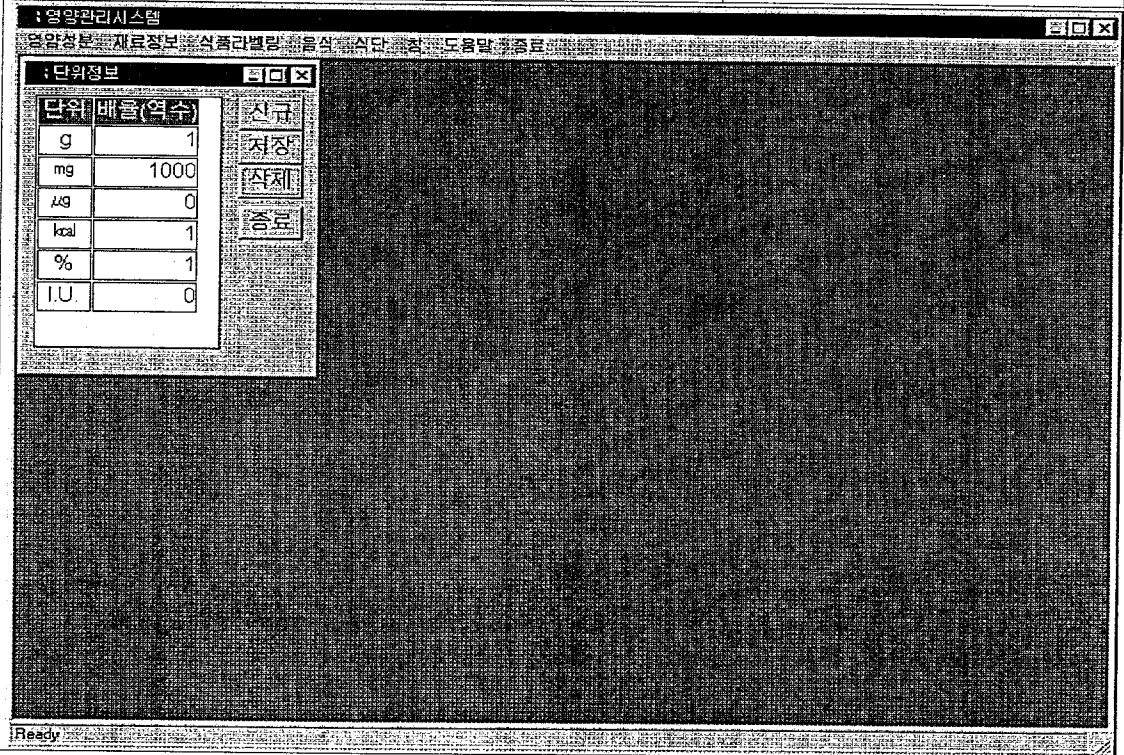 영양관리시스템
영양성분 재료정보 식품라벨링 음식 식단 창 도움말 종료
단위정보
단위 배율(역수)
g 1
mg 1000
㎍ 0
kcal 1
% 1
I.U. 0
신규
저장
삭제
종료
Ready